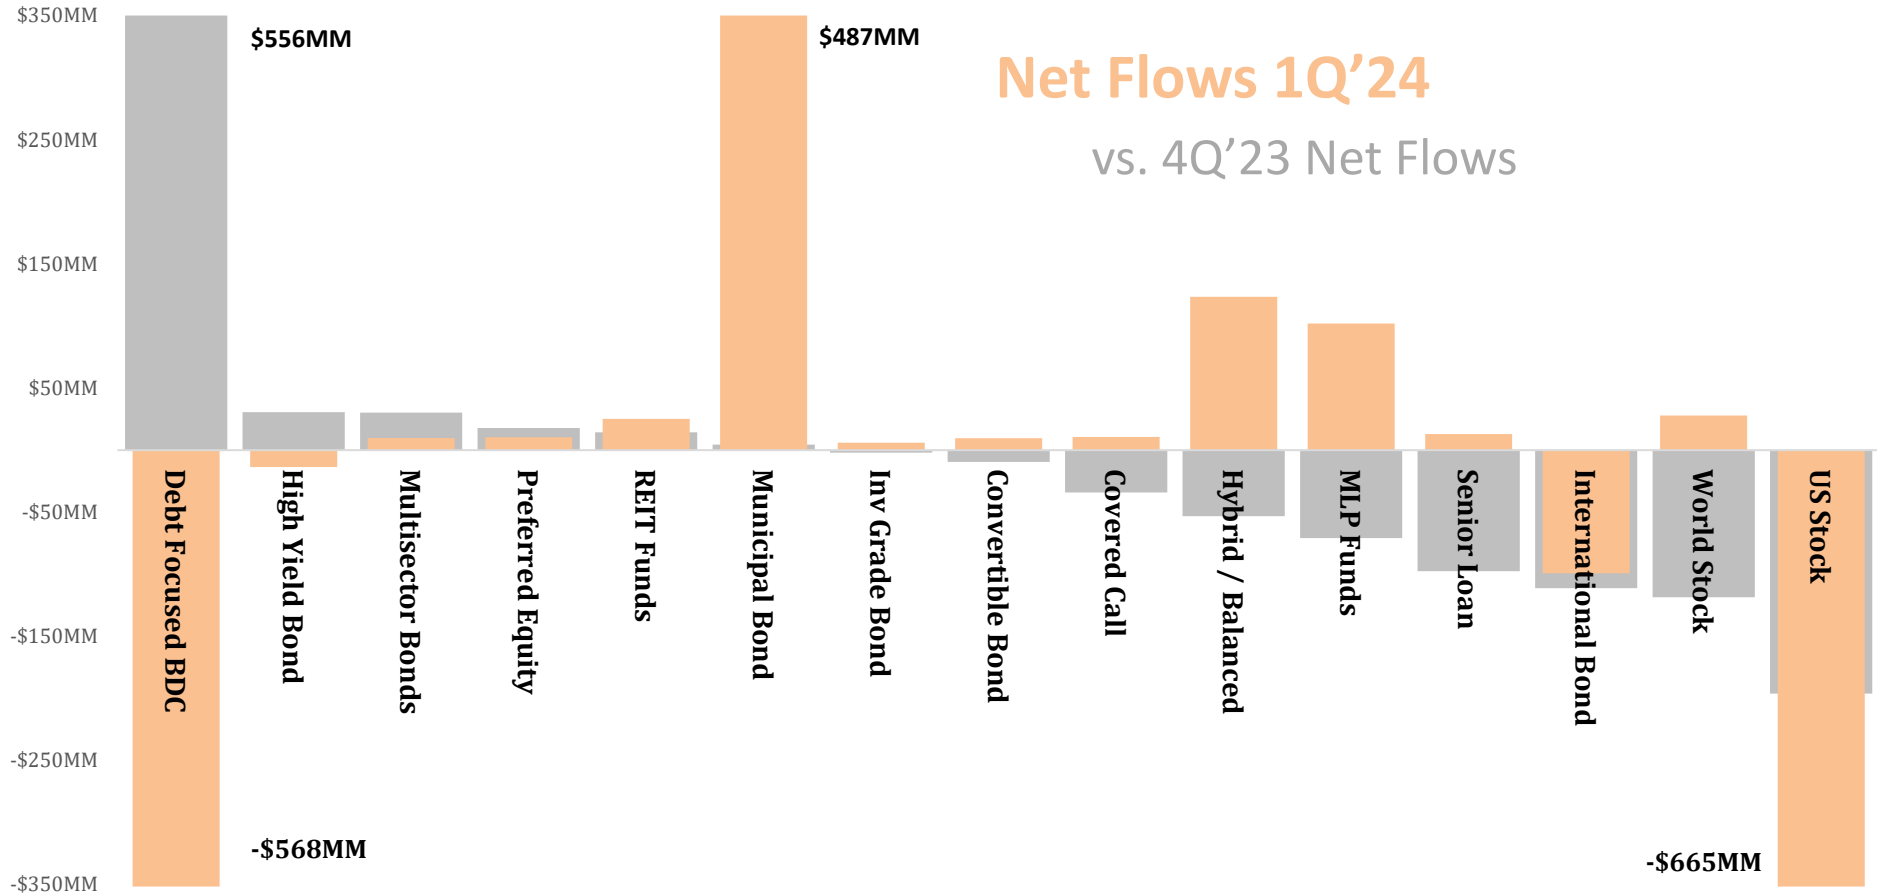 $350MM
$250MM
$150MM
$50MM
-$50MM
-$150MM
-$250MM
-$350MM
$556MM
$487MM
Net Flows 1Q’24
vs. 4Q’23 Net Flows
Debt Focused BDC
High Yield Bond
Multisector Bonds
Preferred Equity
REIT Funds
Municipal Bond
Inv Grade Bond
Convertible Bond
Covered Call
Hybrid / Balanced
MLP Funds
Senior Loan
International Bond
World Stock
US Stock
-$568MM
-$665MM